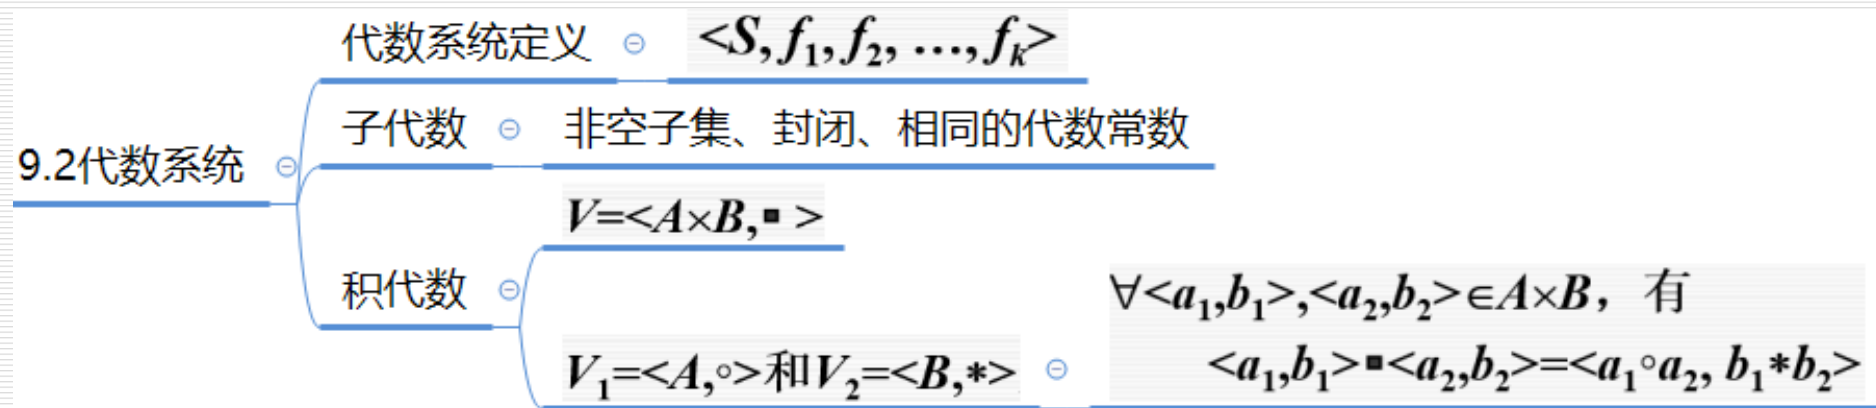 9.2代数系统
代数系统定义
<S,f₁,f₂, …,fₖ>
子代数
非空子集、封闭、相同的代数常数
积代数
V=<A×B,▪ >
V₁=<A,∘>和V₂=<B,∗>
∀<a₁,b₁>,<a₂,b₂>∈A×B，有
<a₁,b₁>▪<a₂,b₂>=<a₁∘a₂, b₁∗b₂>